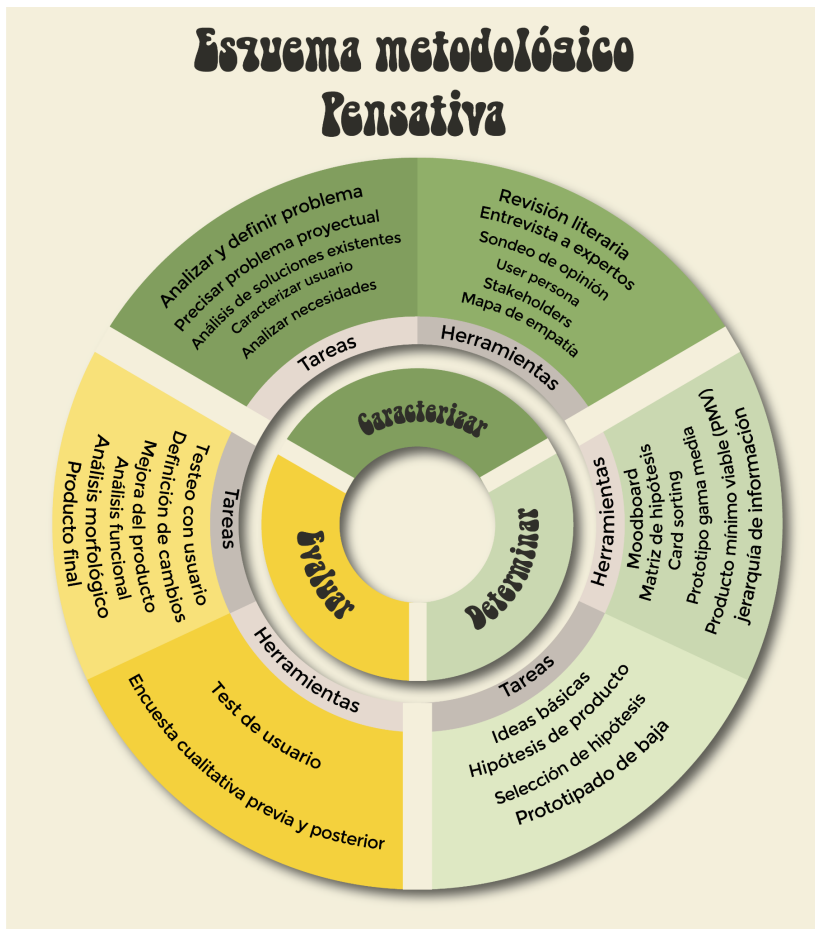 Esquema metodológico
Pensativa
Analizar y definir problema
Precisar problema proyectual
Análisis de soluciones existentes
Caracterizar usuario
Analizar necesidades
Tareas
Revisión literaria
Entrevista a expertos
Sondeo de opinión
User persona
Stakeholders
Mapa de empatía
Herramientas
Caracterizar
Moodboard
Matriz de hipótesis
Card sorting
Prototipo gama media
Producto mínimo viable (PMV)
jerarquía de información
Herramientas
Determinar
Tareas
Ideas básicas
Hipótesis de producto
Selección de hipótesis
Prototipado de baja
Evaluar
Tareas
Testeo con usuario
Definición de cambios
Mejora del producto
Análisis funcional
Análisis morfológico
Producto final
Herramientas
Test de usuario
Encuesta cualitativa previa y posterior